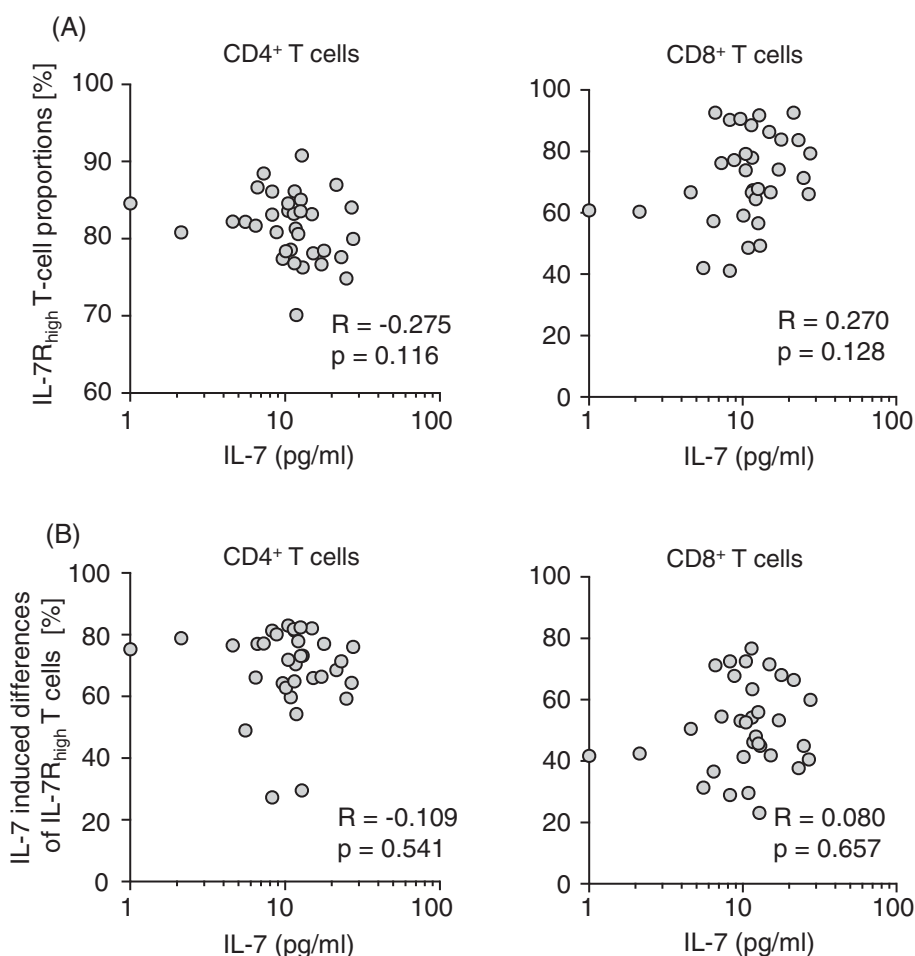 (A)
CD4+ T cells
CD8+ T cells
IL-7Rhigh T-cell proportions [%]
100
90
80
70
60
R = -0.275
p = 0.116
1
10
100
IL-7 (pg/ml)
100
80
60
40
20
0
R = 0.270
p = 0.128
1
10
100
IL-7 (pg/ml)
(B)
CD4+ T cells
CD8+ T cells
IL-7 induced differences
of IL-7Rhigh T cells [%]
100
80
60
40
20
0
R = -0.109
p = 0.541
1
10
100
IL-7 (pg/ml)
100
80
60
40
20
0
R = 0.080
p = 0.657
1
10
100
IL-7 (pg/ml)